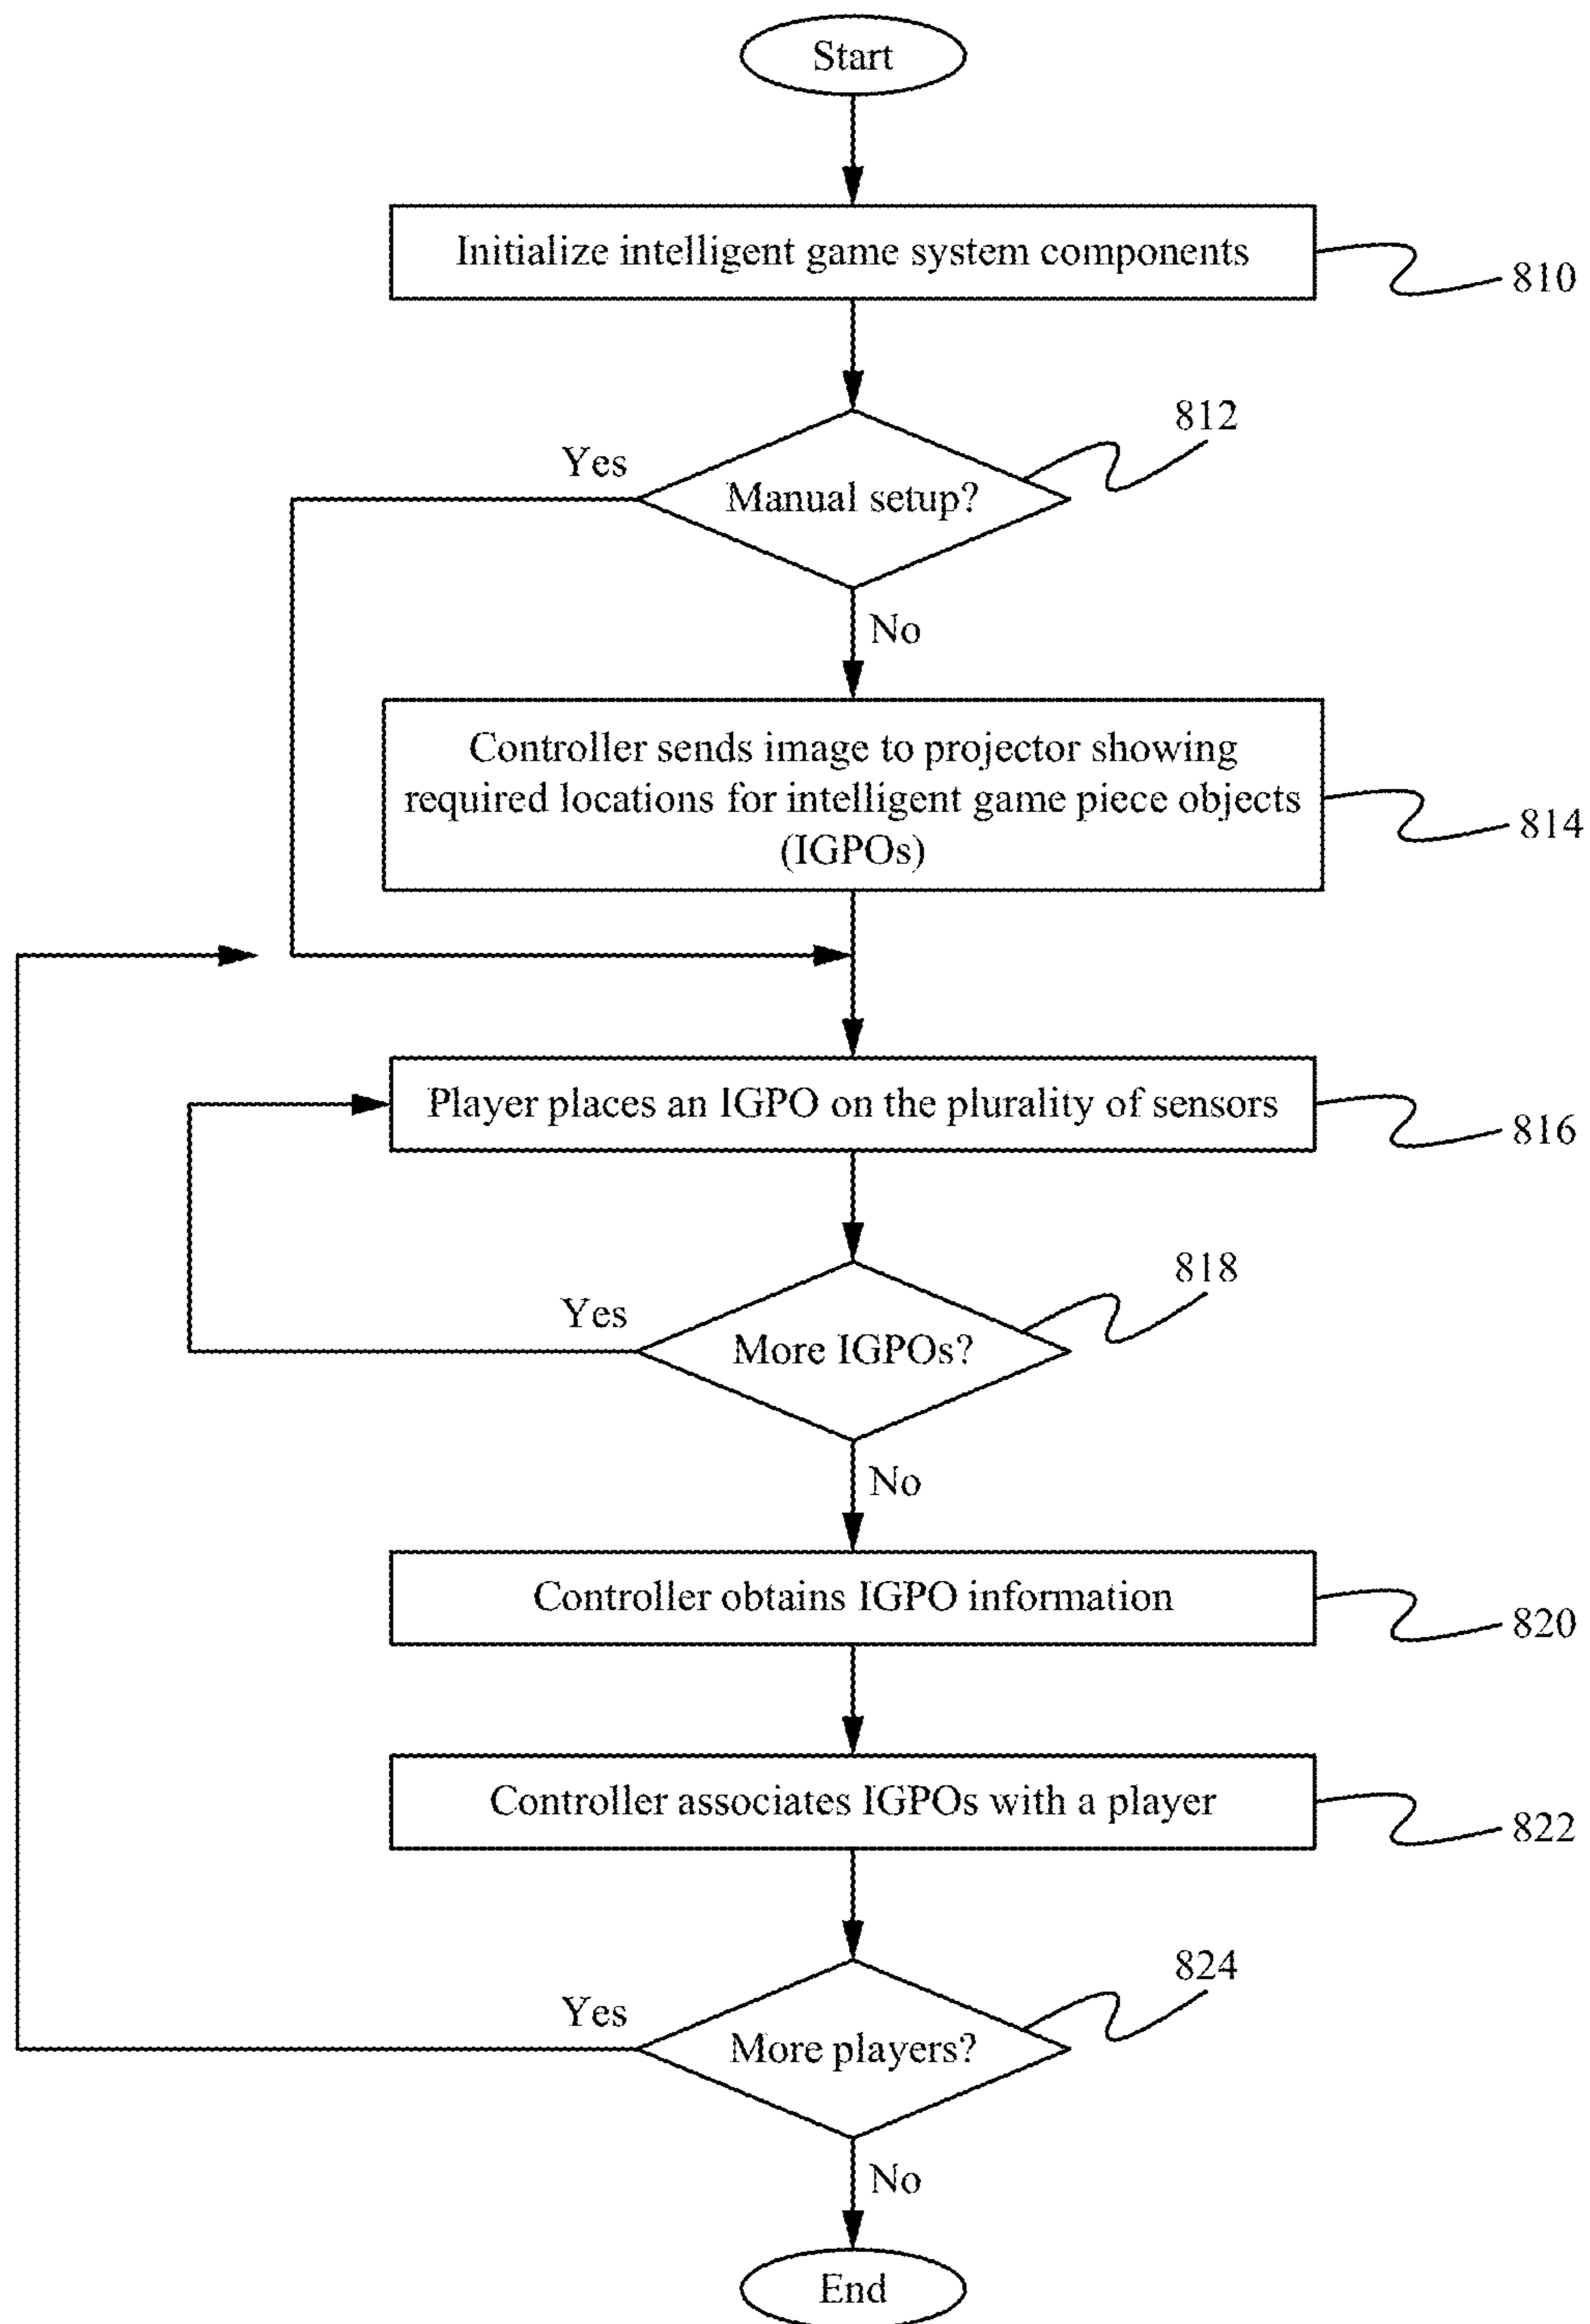 Start
Initialize intelligent game system components
810
812
Yes
Manual setup?
No
Controller sends image to projector showing
required locations for intelligent game piece objects
(IGPOs)
814
Player places an IGPO on the plurality of sensors
816
818
Yes
More IGPOs?
No
Controller obtains IGPO information
820
Controller associates IGPOs with a player
822
824
Yes
More players?
No
End